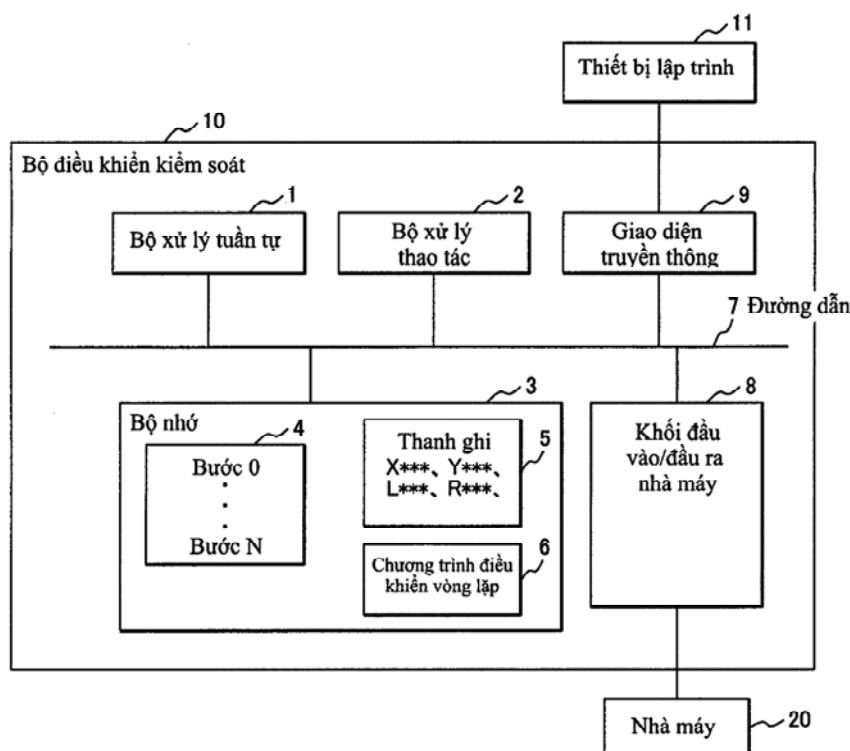 11
Thiết bị lập trình
10
Bộ điều khiển kiểm soát
1
Bộ xử lý tuần tự
2
Bộ xử lý
thao tác
9
Giao diện
truyền thông
7 Đường dẫn
3
Bộ nhớ
4
Bước 0
Bước N
Thanh ghi
X***、Y***、
L***、R***、
5
Chương trình điều
khiển vòng lặp
6
8
Khối đầu
vào/đầu ra
nhà máy
Nhà máy
20